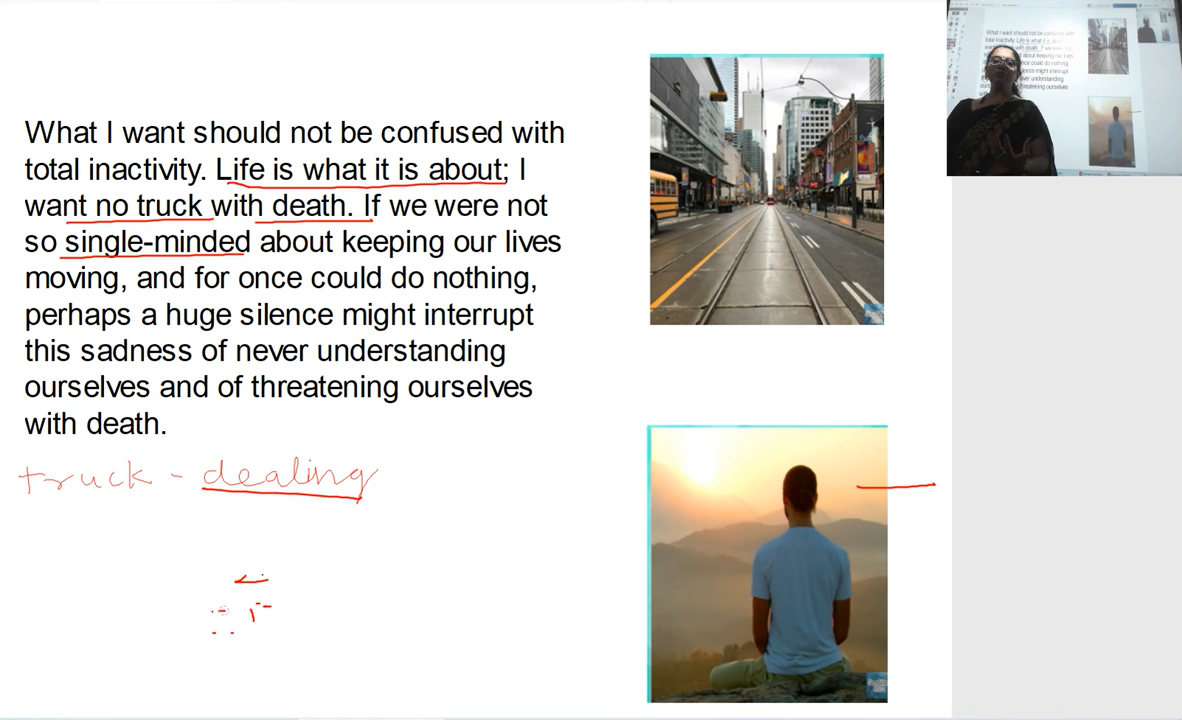 What I want should not be confused with
total inactivity. Life is what it is about; I
want no truck with death. If we were not
so single-minded about keeping our lives
moving, and for once could do nothing,
perhaps a huge silence might interrupt
this sadness of never understanding
ourselves and of threatening ourselves
with death.
truck - dealing